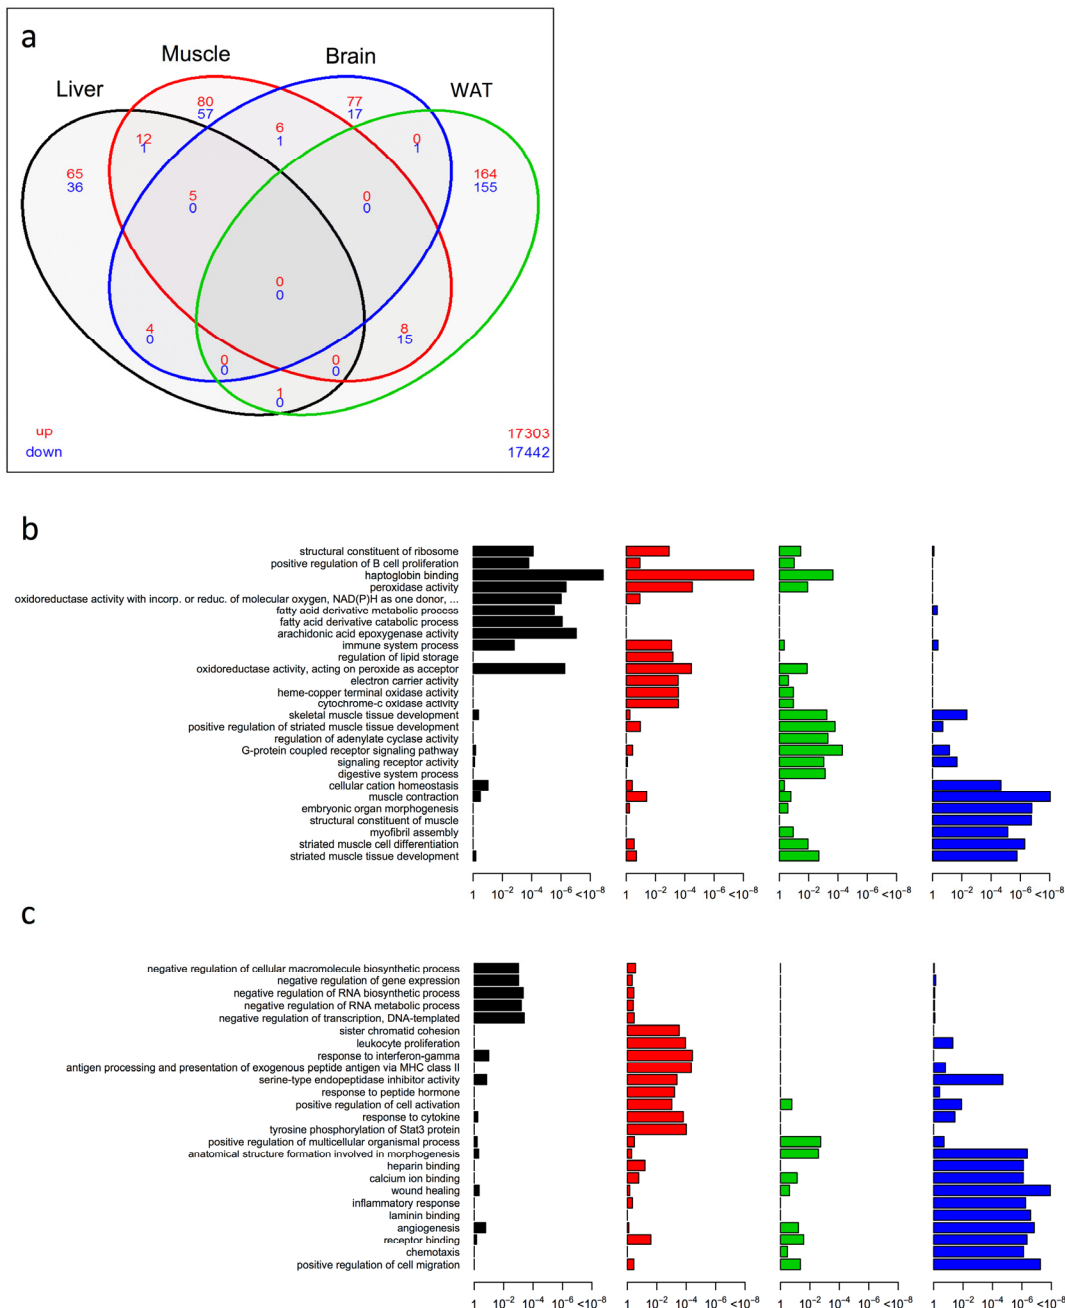 a
Muscle
Brain
Liver
WAT
80
57
77
17
6
1
0
1
12
1
65
36
164
155
5
0
0
0
0
0
4
0
8
15
0
0
0
0
1
0
up
17303
down
17442
b
structural constituent of ribosome
positive regulation of B cell proliferation
haptoglobin binding
peroxidase activity
oxidoreductase activity with incorp. or reduc. of molecular oxygen, NAD(P)H as one donor, ...
fatty acid derivative metabolic process
fatty acid derivative catabolic process
arachidonic acid epoxygenase activity
immune system process
regulation of lipid storage
oxidoreductase activity, acting on peroxide as acceptor
electron carrier activity
heme-copper terminal oxidase activity
cytochrome-c oxidase activity
skeletal muscle tissue development
positive regulation of striated muscle tissue development
regulation of adenylate cyclase activity
G-protein coupled receptor signaling pathway
signaling receptor activity
digestive system process
cellular cation homeostasis
muscle contraction
embryonic organ morphogenesis
structural constituent of muscle
myofibril assembly
striated muscle cell differentiation
striated muscle tissue development
1 10⁻² 10⁻⁴ 10⁻⁶ <10⁻⁸ 1 10⁻² 10⁻⁴ 10⁻⁶ <10⁻⁸ 1 10⁻² 10⁻⁴ 10⁻⁶ <10⁻⁸ 1 10⁻² 10⁻⁴ 10⁻⁶ <10⁻⁸
c
negative regulation of cellular macromolecule biosynthetic process
negative regulation of gene expression
negative regulation of RNA biosynthetic process
negative regulation of RNA metabolic process
negative regulation of transcription, DNA-templated
sister chromatid cohesion
leukocyte proliferation
response to interferon-gamma
antigen processing and presentation of exogenous peptide antigen via MHC class II
serine-type endopeptidase inhibitor activity
response to peptide hormone
positive regulation of cell activation
response to cytokine
tyrosine phosphorylation of Stat3 protein
positive regulation of multicellular organismal process
anatomical structure formation involved in morphogenesis
heparin binding
calcium ion binding
wound healing
inflammatory response
laminin binding
angiogenesis
receptor binding
chemotaxis
positive regulation of cell migration
1 10⁻² 10⁻⁴ 10⁻⁶ <10⁻⁸ 1 10⁻² 10⁻⁴ 10⁻⁶ <10⁻⁸ 1 10⁻² 10⁻⁴ 10⁻⁶ <10⁻⁸ 1 10⁻² 10⁻⁴ 10⁻⁶ <10⁻⁸